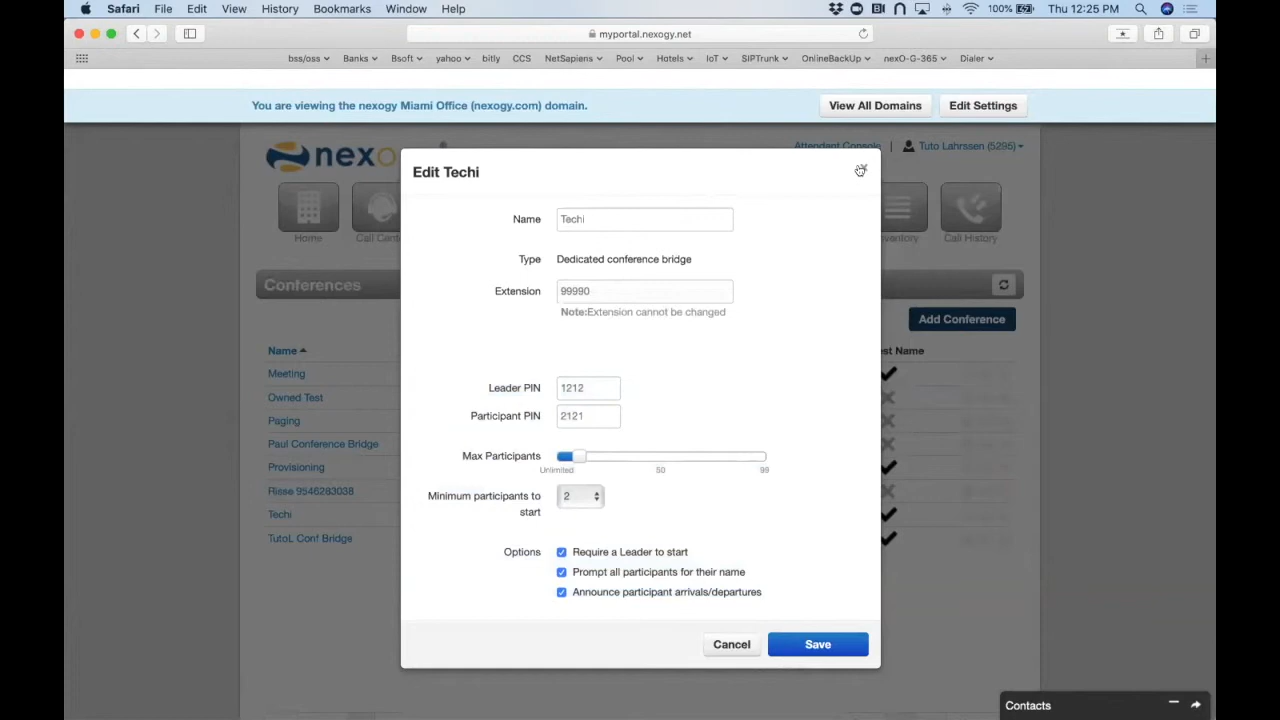 Safari File Edit View History Bookmarks Window Help 100% Thu 12:25 PM
myportal.nexogy.net
bss/oss Banks Bsoft yahoo bitly CCS NetSapiens Pool Hotels IoT SIPTrunk OnlineBackUp nexO-G-365 Dialer
You are viewing the nexogy Miami Office (nexogy.com) domain. View All Domains Edit Settings
nexo Attendant Console Tuto Lahrssen (5295)
Edit Techi
Home Call Call History
Name Techi
Type Dedicated conference bridge
Conferences
Extension 99990
Note:Extension cannot be changed
Add Conference
Name
Meeting
Leader PIN 1212
Owned Test
Participant PIN 2121
Paging
Paul Conference Bridge
Max Participants
Provisioning Unlimited 50 99
Risse 9546283038
Minimum participants to start 2
Techi
TutoL Conf Bridge
Options Require a Leader to start
Prompt all participants for their name
Announce participant arrivals/departures
Cancel Save
Contacts